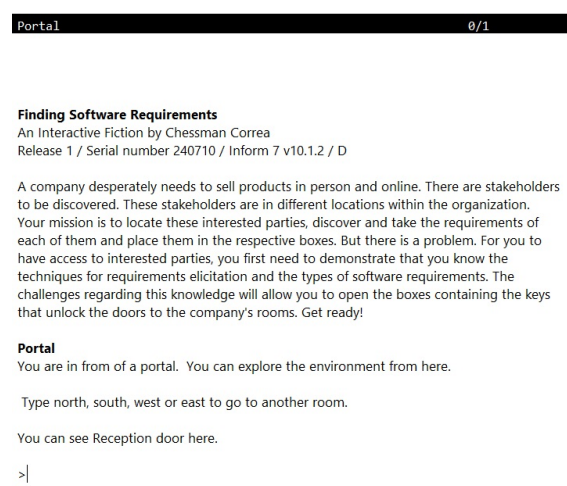 Portal 0/1
Finding Software Requirements
An Interactive Fiction by Chessman Correa
Release 1 / Serial number 240710 / Inform 7 v10.1.2 / D
A company desperately needs to sell products in person and online. There are stakeholders
to be discovered. These stakeholders are in different locations within the organization.
Your mission is to locate these interested parties, discover and take the requirements of
each of them and place them in the respective boxes. But there is a problem. For you to
have access to interested parties, you first need to demonstrate that you know the
techniques for requirements elicitation and the types of software requirements. The
challenges regarding this knowledge will allow you to open the boxes containing the keys
that unlock the doors to the company's rooms. Get ready!
Portal
You are in from of a portal.  You can explore the environment from here.
Type north, south, west or east to go to another room.
You can see Reception door here.
>